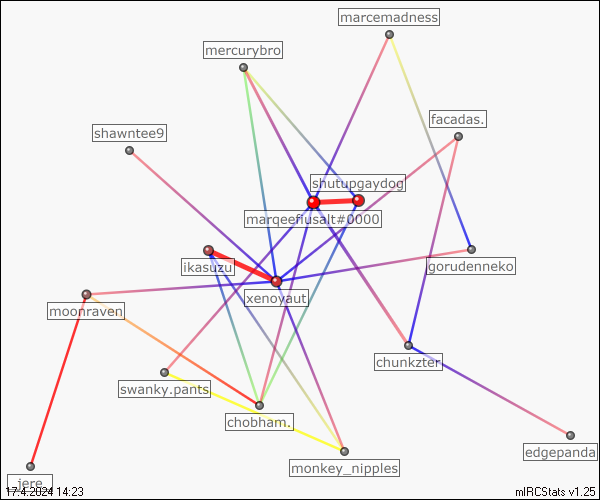 marcemadness
mercurybro
facadas.
shawntee9
shutupgaydog
marqeefiusalt#0000
ikasuzu
gorudenneko
xenoyaut
moonraven
chunkzter
swanky.pants
chobham.
edgepanda
monkey_nipples
jere_
17.4.2024 14:23
mIRCStats v1.25